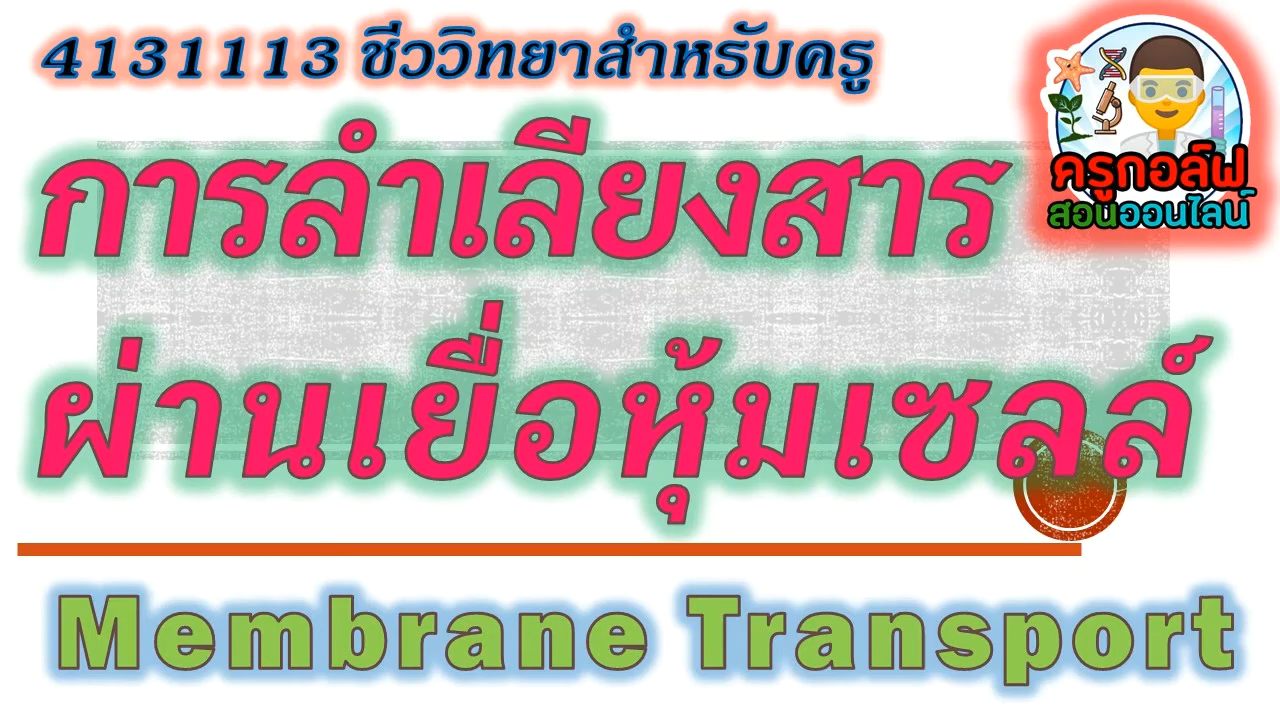 4131113 ชีววิทยาสำหรับครู
การลำเลียงสาร
ผ่านเยื่อหุ้มเซลล์
Membrane Transport
ครูกอล์ฟ
สอนออนไลน์